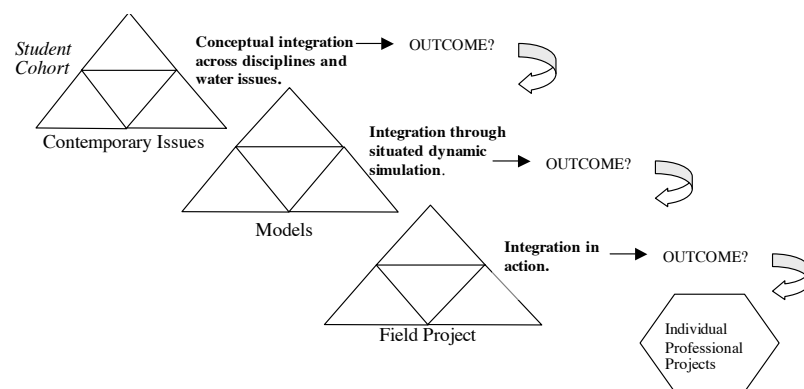 Student
Cohort
Conceptual integration
across disciplines and
water issues.
OUTCOME?
Contemporary Issues
Integration through
situated dynamic
simulation.
OUTCOME?
Models
Integration in
action.
OUTCOME?
Field Project
Individual
Professional
Projects